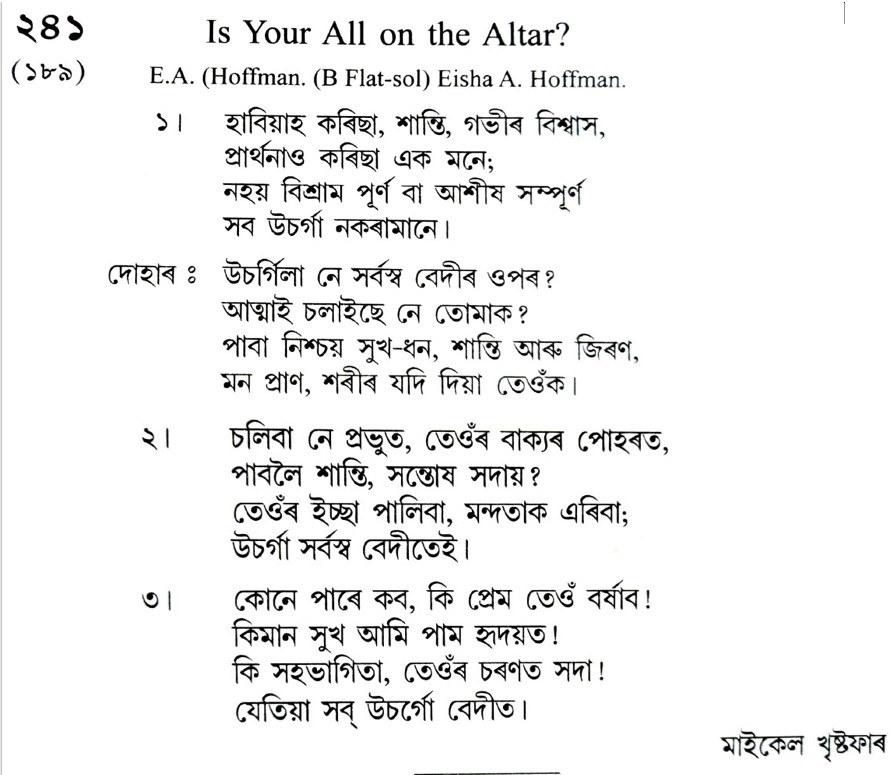 ২৪১ Is Your All on the Altar?
(১৮৯) E.A. (Hoffman. (B Flat-sol) Eisha A. Hoffman.
১। হাবিয়াহ কৰিছা, শান্তি, গভীৰ বিশ্বাস,
প্ৰাৰ্থনাও কৰিছা এক মনে;
নহয় বিশ্ৰাম পূৰ্ণ বা আশীষ সম্পূৰ্ণ
সব উচৰ্গা নকৰামানে।
দোহাৰ ঃ উচৰ্গিলা নে সৰ্বস্ব বেদীৰ ওপৰ?
আত্মাই চলাইছে নে তোমাক?
পাবা নিশ্চয় সুখ-ধন, শান্তি আৰু জিৰণ,
মন প্ৰাণ, শৰীৰ যদি দিয়া তেওঁক।
২। চলিবা নে প্ৰভুত, তেওঁৰ বাক্যৰ পোহৰত,
পাবলৈ শান্তি, সন্তোষ সদায়?
তেওঁৰ ইচ্ছা পালিবা, মন্দতাক এৰিবা;
উচৰ্গা সৰ্বস্ব বেদীতেই।
৩। কোনে পাৰে কব, কি প্ৰেম তেওঁ বৰ্ষাব!
কিমান সুখ আমি পাম হৃদয়ত!
কি সহভাগিতা, তেওঁৰ চৰণত সদা!
যেতিয়া সব্ উচৰ্গো বেদীত।
মাইকেল খৃষ্টফাৰ